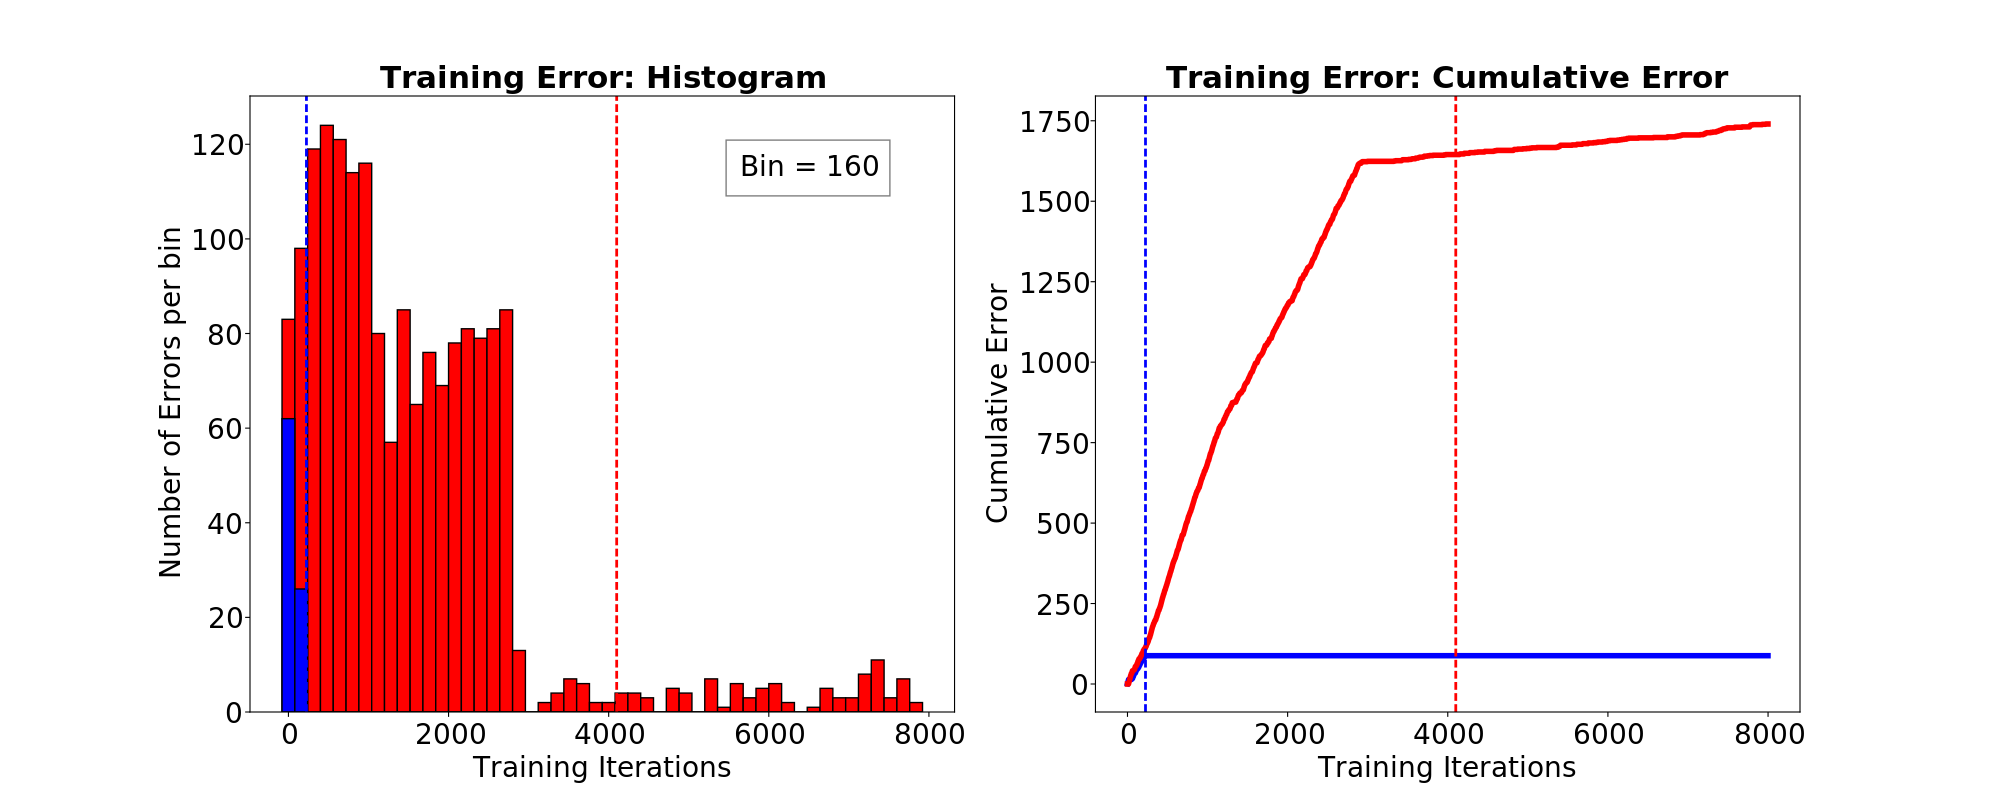 Training Error: Histogram
Number of Errors per bin
120
100
80
60
40
20
0
Bin = 160
0 2000 4000 6000 8000
Training Iterations
Training Error: Cumulative Error
Cumulative Error
1750
1500
1250
1000
750
500
250
0
0 2000 4000 6000 8000
Training Iterations